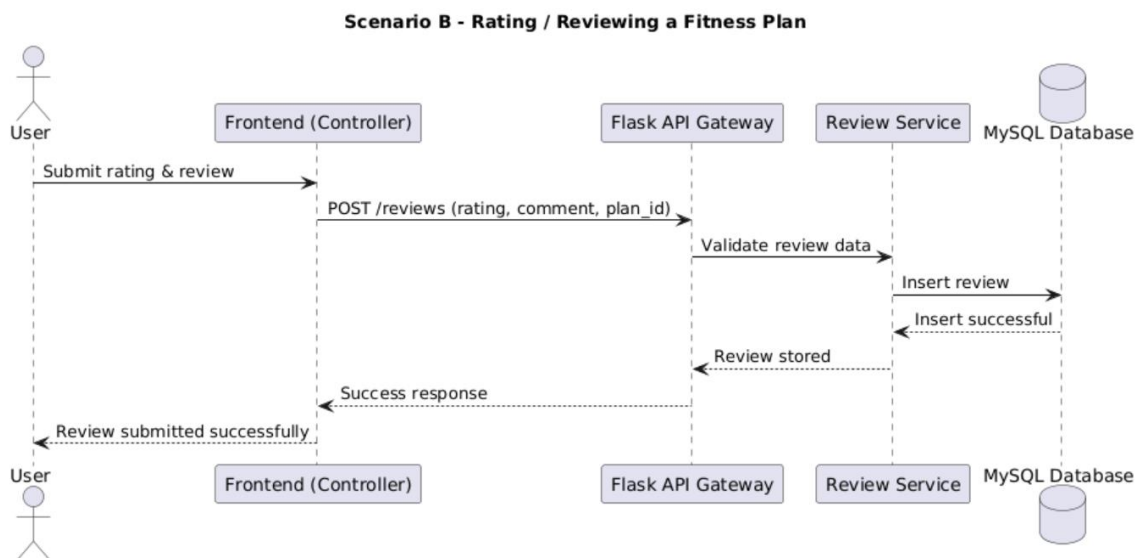 Scenario B - Rating / Reviewing a Fitness Plan
User
Frontend (Controller)
Flask API Gateway
Review Service
MySQL Database
Submit rating & review
POST /reviews (rating, comment, plan_id)
Validate review data
Insert review
Insert successful
Review stored
Success response
Review submitted successfully
User
Frontend (Controller)
Flask API Gateway
Review Service
MySQL Database